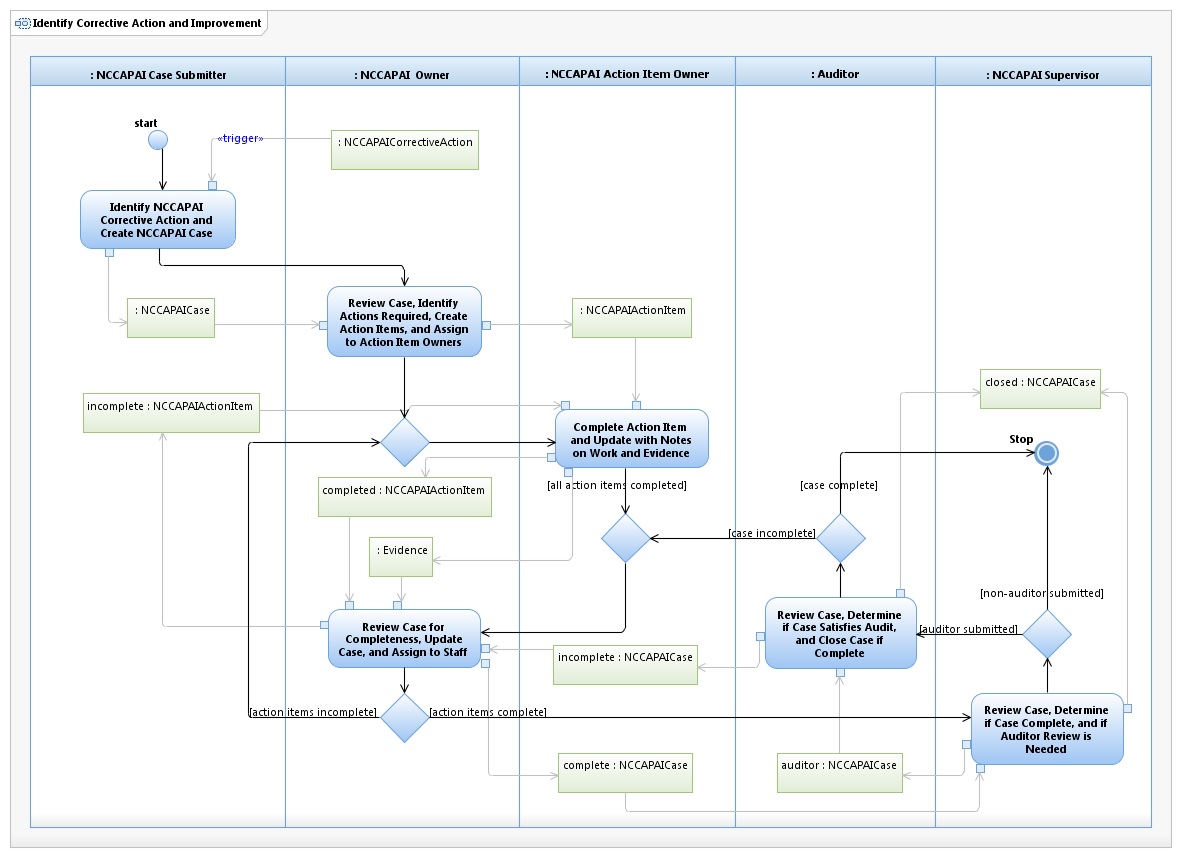 Identify Corrective Action and Improvement
: NCCAPAI Case Submitter
: NCCAPAI Owner
: NCCAPAI Action Item Owner
: Auditor
: NCCAPAI Supervisor
start
«trigger»
: NCCAPAICorrectiveAction
Identify NCCAPAI
Corrective Action and
Create NCCAPAI Case
: NCCAPAICase
Review Case, Identify
Actions Required, Create
Action Items, and Assign
to Action Item Owners
: NCCAPAIActionItem
closed : NCCAPAICase
incomplete : NCCAPAIActionItem
Complete Action Item
and Update with Notes
on Work and Evidence
Stop
completed : NCCAPAIActionItem
[all action items completed]
[case complete]
[case incomplete]
: Evidence
[non-auditor submitted]
Review Case for
Completeness, Update
Case, and Assign to Staff
Review Case, Determine
if Case Satisfies Audit,
and Close Case if
Complete
[auditor submitted]
incomplete : NCCAPAICase
[action items incomplete]
[action items complete]
Review Case, Determine
if Case Complete, and if
Auditor Review is
Needed
complete : NCCAPAICase
auditor : NCCAPAICase